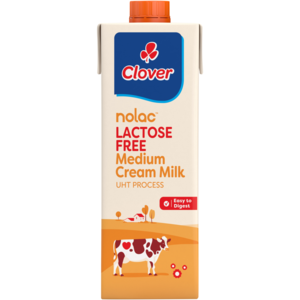 Clover
nolac
LACTOSE
FREE
Medium
Cream Milk
UHT PROCESS
Easy to
Digest